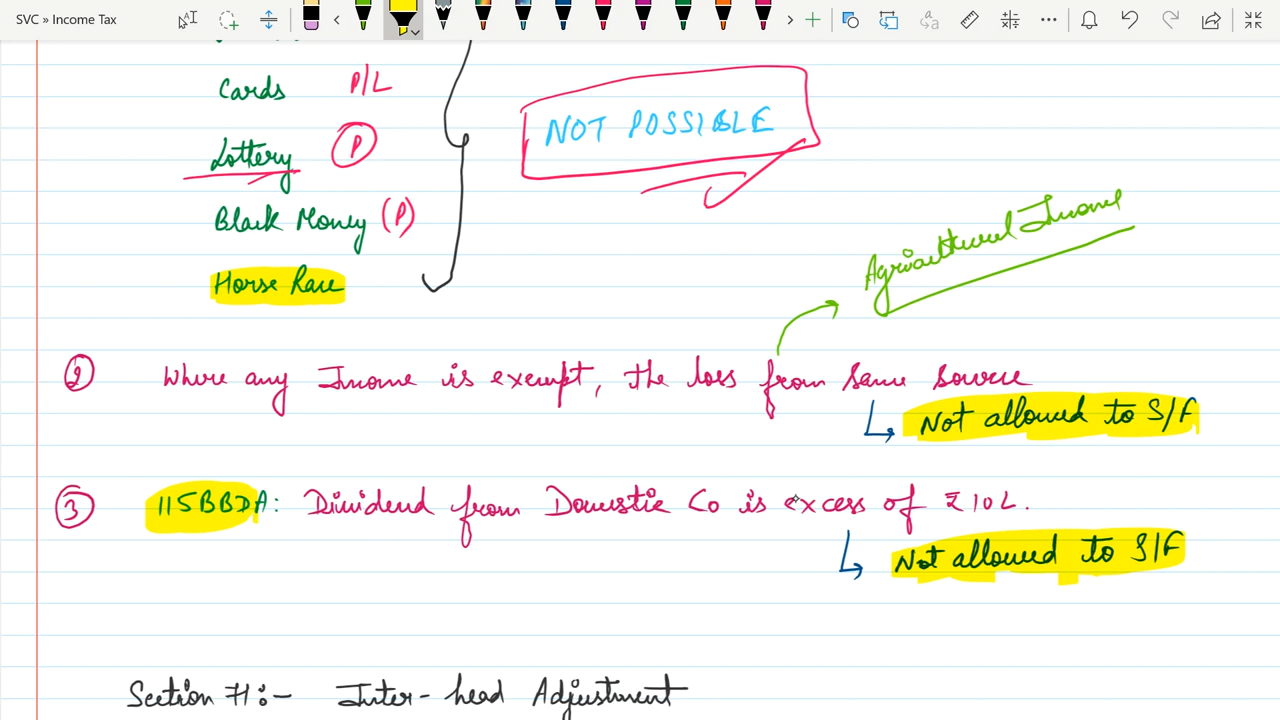 SVC » Income Tax
Cards P/L
NOT POSSIBLE
Lottery P
Black Money (P)
Agricultural Income
Horse Race
② Where any Income is exempt, the loss from same source
Not allowed to S/F
③ 115BBDA: Dividend from Domestic Co is excess of ₹10L.
Not allowed to S/F
Section 71:- Inter-head Adjustment